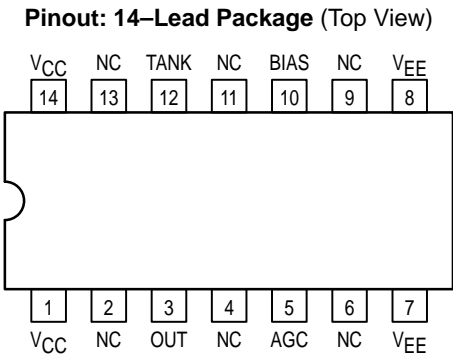 Pinout: 14–Lead Package (Top View)
VCC NC TANK NC BIAS NC VEE
14 13 12 11 10 9 8
1 2 3 4 5 6 7
VCC NC OUT NC AGC NC VEE